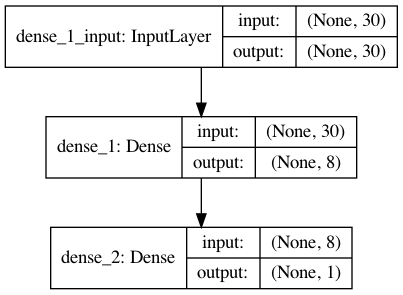 dense_1_input: InputLayer
input: (None, 30)
output: (None, 30)
dense_1: Dense
input: (None, 30)
output: (None, 8)
dense_2: Dense
input: (None, 8)
output: (None, 1)